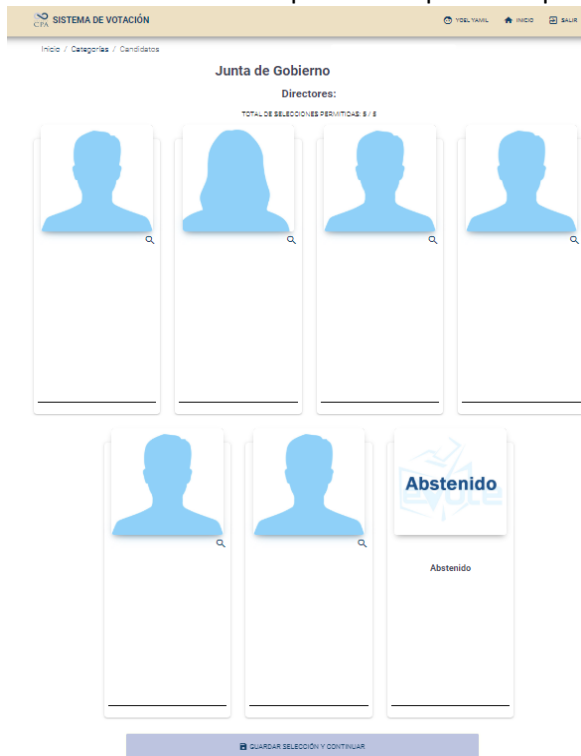 CPA SISTEMA DE VOTACIÓN YOEL YAMIL INICIO SALIR
Inicio / Categorías / Candidatos
Junta de Gobierno
Directores:
TOTAL DE SELECCIONES PERMITIDAS: 5 / 5
Abstenido
Abstenido
GUARDAR SELECCIÓN Y CONTINUAR